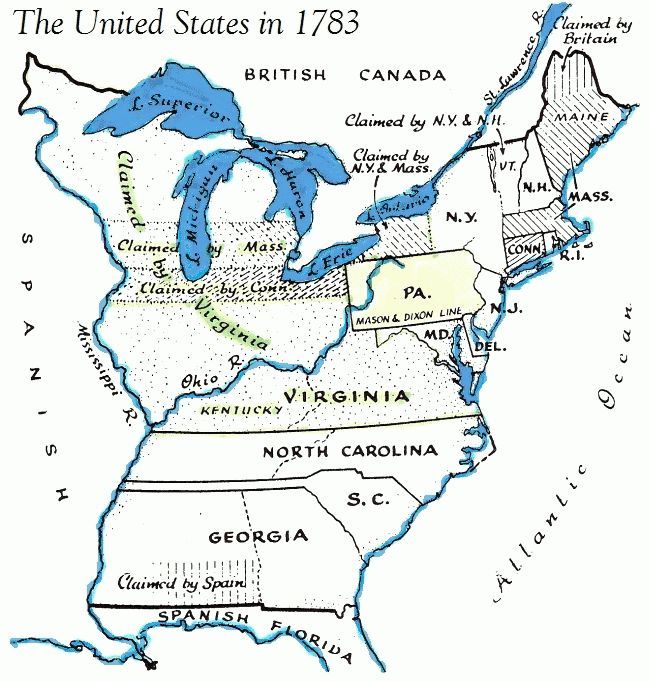 The United States in 1783
Claimed by
Britain
BRITISH CANADA
St. Lawrence R.
L. Superior
Claimed by N.Y. & N.H.
MAINE
Claimed by
N.Y. & Mass.
VT.
L. Huron
L. Michigan
N.H.
MASS.
L. Ontario
N.Y.
Claimed by Virginia
Claimed by Mass.
CONN.
R.I.
L. Erie
Claimed by Conn.
PA.
N.J.
MASON & DIXON LINE
MD.
DEL.
SPANISH
Mississippi R.
Ohio R.
VIRGINIA
KENTUCKY
Atlantic Ocean
NORTH CAROLINA
S.C.
GEORGIA
Claimed by Spain
SPANISH FLORIDA